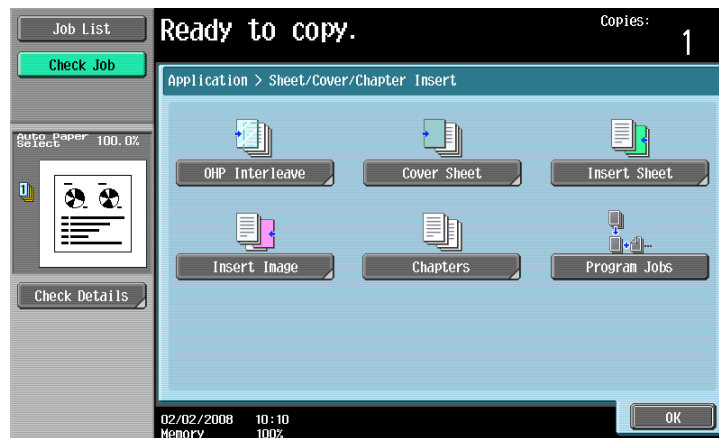 Job List
Ready to copy.
Copies:
1
Check Job
Application > Sheet/Cover/Chapter Insert
Auto Paper
Select
100.0%
1
OHP Interleave
Cover Sheet
Insert Sheet
Insert Image
Chapters
Program Jobs
Check Details
OK
02/02/2008 10:10
Memory 100%